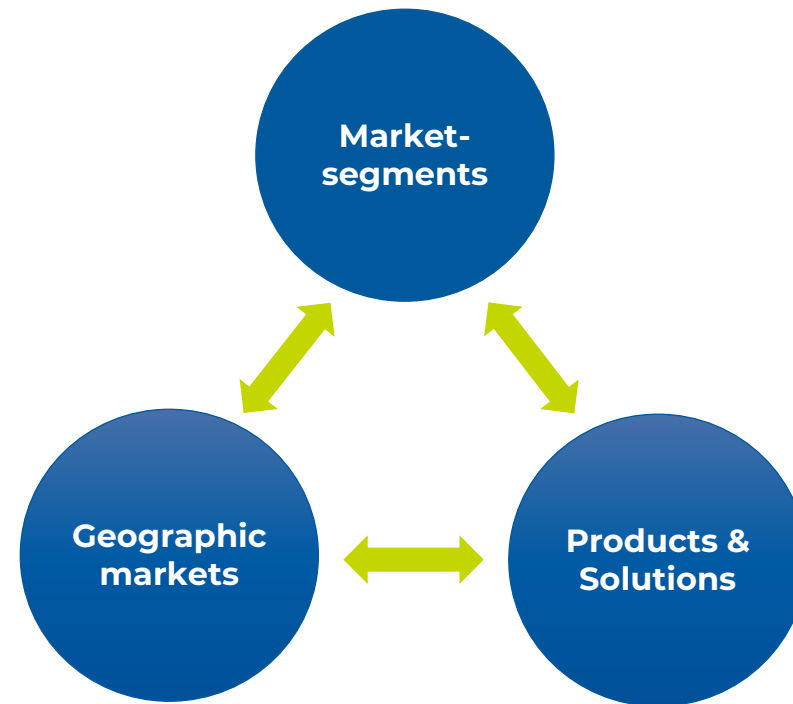 Market-
segments
Geographic
markets
Products &
Solutions